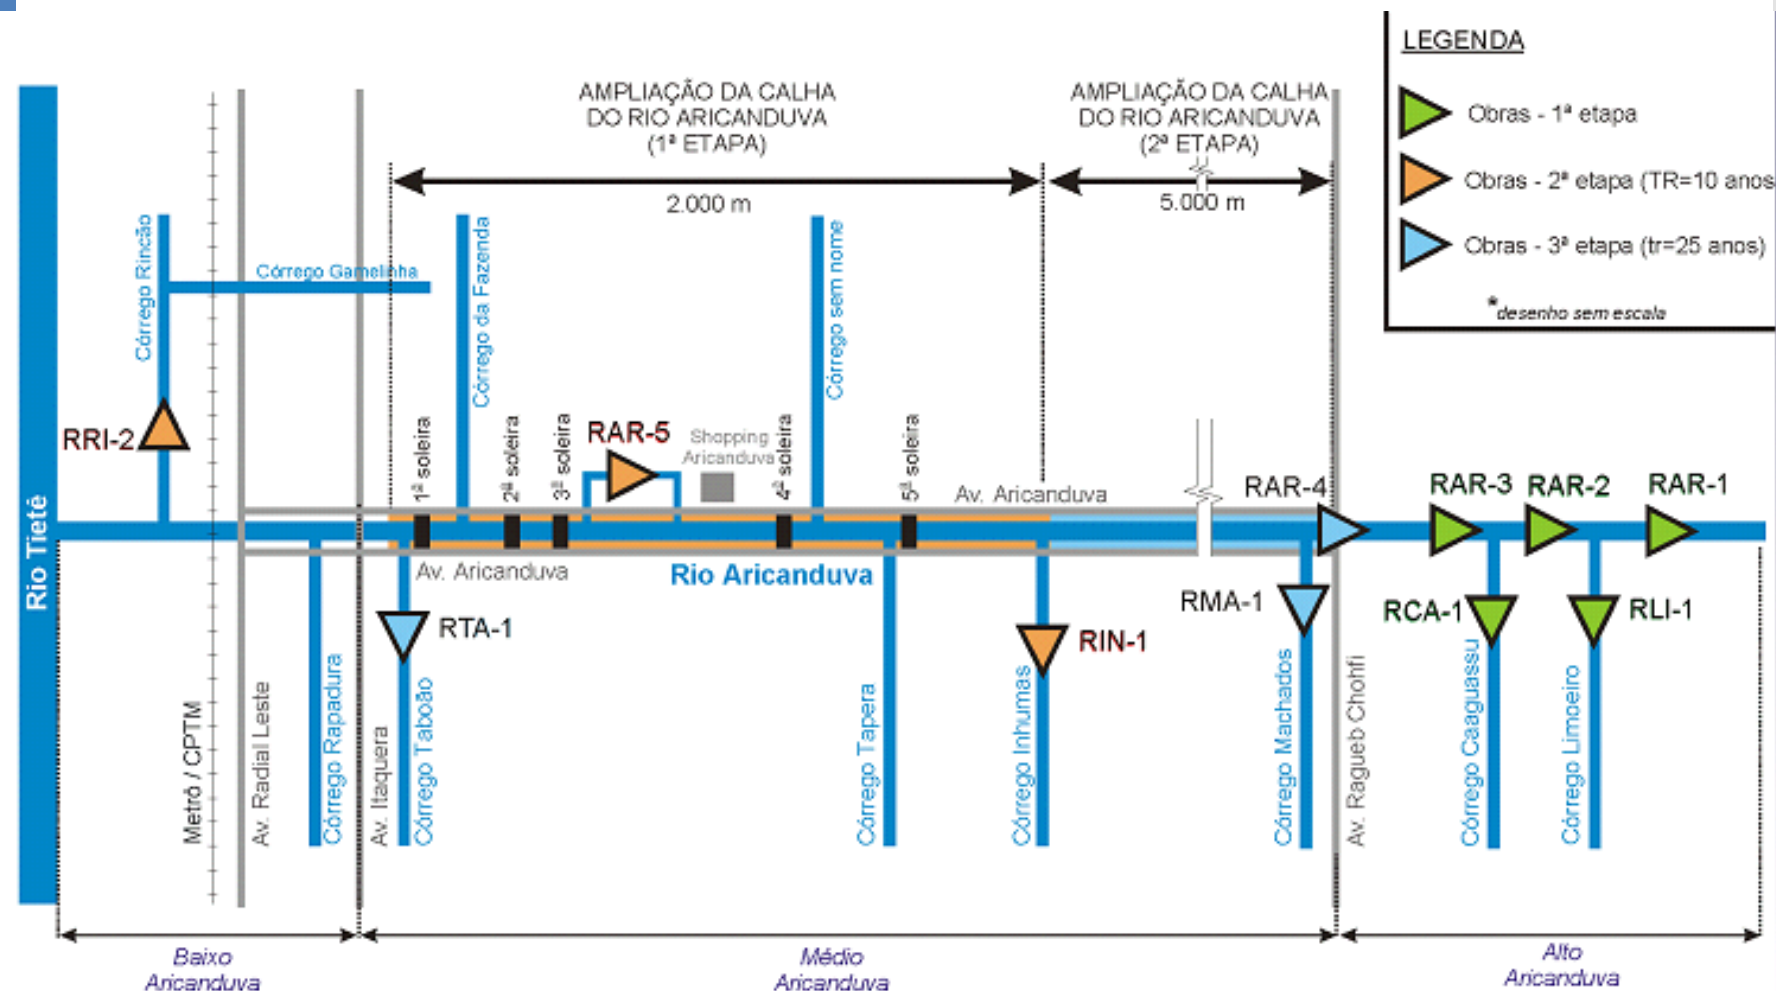 LEGENDA
Obras - 1ª etapa
Obras - 2ª etapa (TR=10 anos
Obras - 3ª etapa (tr=25 anos)
*desenho sem escala
AMPLIAÇÃO DA CALHA
DO RIO ARICANDUVA
(1ª ETAPA)
2.000 m
AMPLIAÇÃO DA CALHA
DO RIO ARICANDUVA
(2ª ETAPA)
5.000 m
Córrego Rincão
Córrego Gamelinha
Córrego da Fazenda
Córrego sem nome
RRI-2
1ª soleira
2ª soleira
3ª soleira
RAR-5
Shopping
Aricanduva
4ª soleira
5ª soleira
Av. Aricanduva
RAR-4
RAR-3
RAR-2
RAR-1
Rio Tietê
Av. Aricanduva
Rio Aricanduva
RTA-1
RIN-1
RMA-1
RCA-1
RLI-1
Metrô / CPTM
Av. Radial Leste
Córrego Rapadura
Av. Itaquera
Córrego Taboão
Córrego Tapera
Córrego Inhumas
Córrego Machados
Av. Ragueb Chohfi
Córrego Caaguassu
Córrego Limoeiro
Baixo
Aricanduva
Médio
Aricanduva
Alto
Aricanduva